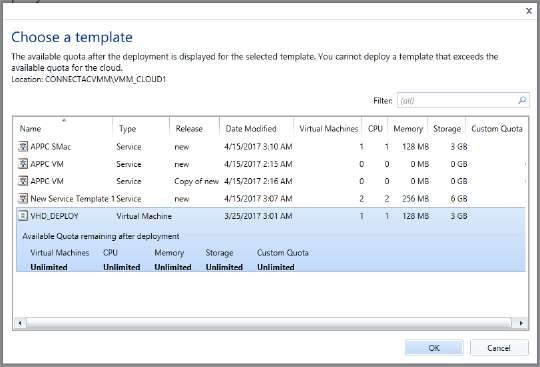 Choose a template
The available quota after the deployment is displayed for the selected template. You cannot deploy a template that exceeds the
available quota for the cloud.
Location: CONNECTACVMM\VMM_CLOUD1
Filter: (all)
Name Type Release Date Modified Virtual Machines CPU Memory Storage Custom Quota
APPC SMac Service new 4/15/2017 3:10 AM 1 1 128 MB 3 GB
APPC VM Service new 4/15/2017 2:15 AM 0 0 0 MB 0 GB
APPC VM Service Copy of new 4/15/2017 2:16 AM 0 0 0 MB 0 GB
New Service Template 1 Service new 4/15/2017 3:07 AM 2 2 256 MB 6 GB
VHD_DEPLOY Virtual Machine 3/25/2017 3:01 AM 1 1 128 MB 3 GB
Available Quota remaining after deployment
Virtual Machines CPU Memory Storage Custom Quota
Unlimited Unlimited Unlimited Unlimited Unlimited
OK Cancel